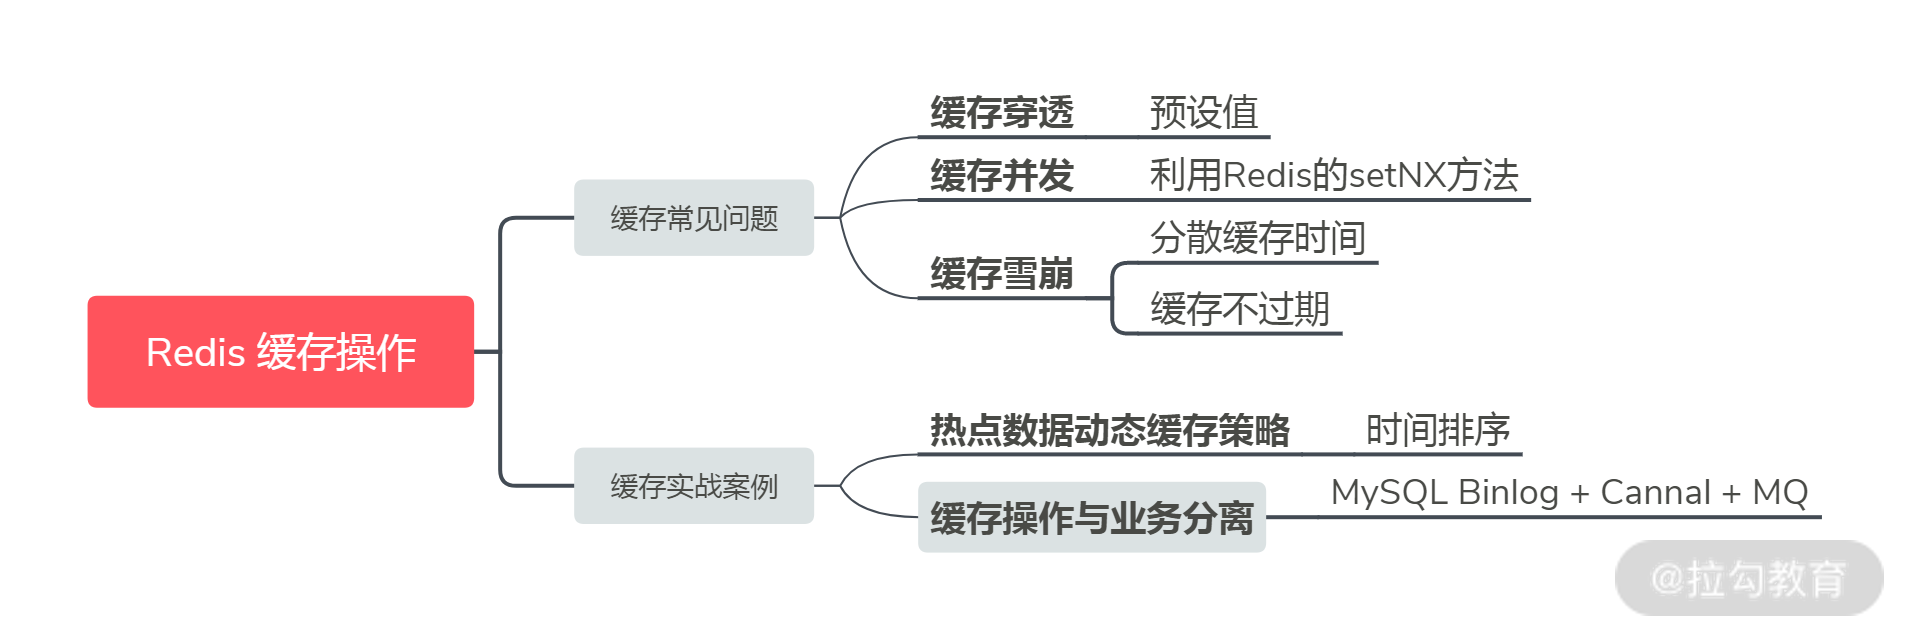 缓存穿透 预设值
缓存并发 利用Redis的setNX方法
缓存常见问题
分散缓存时间
缓存雪崩
缓存不过期
Redis 缓存操作
热点数据动态缓存策略 时间排序
缓存实战案例
缓存操作与业务分离 MySQL Binlog + Cannal + MQ
@拉勾教育